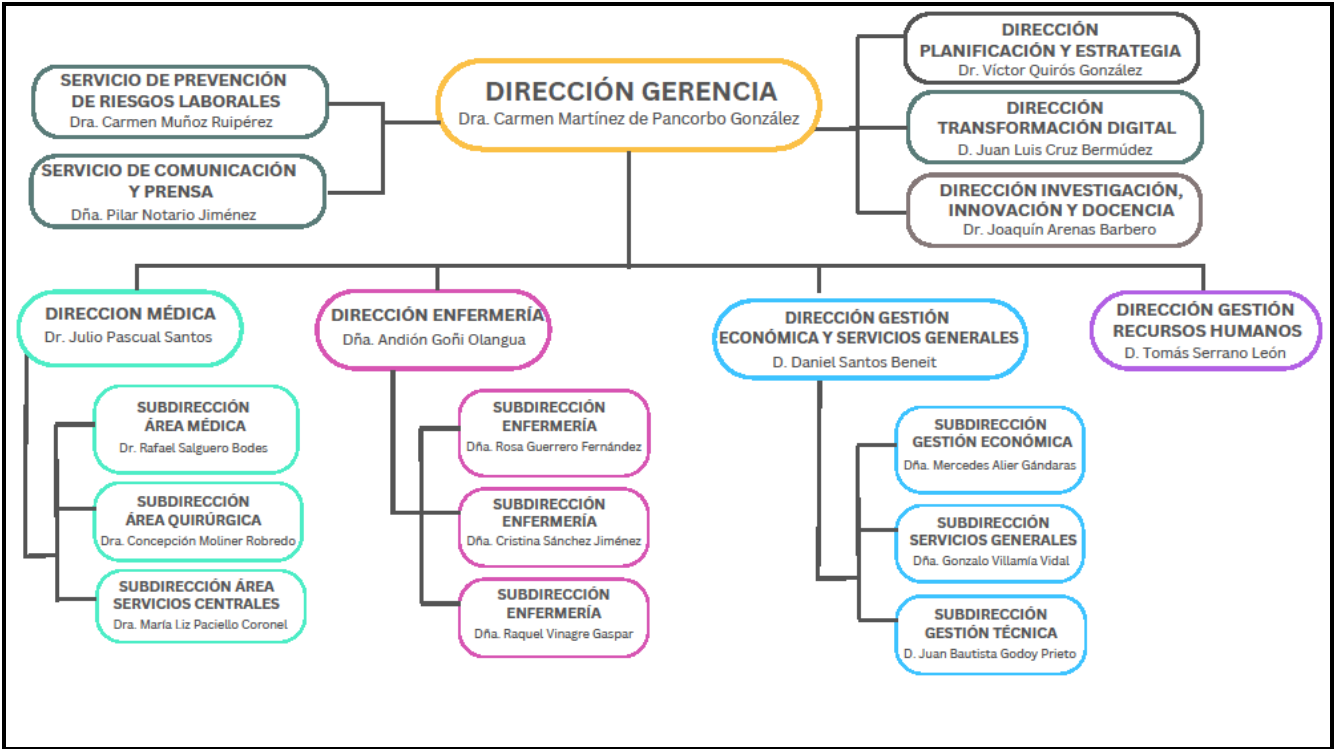 SERVICIO DE PREVENCIÓN
DE RIESGOS LABORALES
Dra. Carmen Muñoz Ruipérez
SERVICIO DE COMUNICACIÓN
Y PRENSA
Dña. Pilar Notario Jiménez
DIRECCIÓN GERENCIA
Dra. Carmen Martínez de Pancorbo González
DIRECCIÓN
PLANIFICACIÓN Y ESTRATEGIA
Dr. Víctor Quirós González
DIRECCIÓN
TRANSFORMACIÓN DIGITAL
D. Juan Luis Cruz Bermúdez
DIRECCIÓN INVESTIGACIÓN,
INNOVACIÓN Y DOCENCIA
Dr. Joaquín Arenas Barbero
DIRECCION MÉDICA
Dr. Julio Pascual Santos
SUBDIRECCIÓN
ÁREA MÉDICA
Dr. Rafael Salguero Bodes
SUBDIRECCIÓN
ÁREA QUIRÚRGICA
Dra. Concepción Moliner Robredo
SUBDIRECCIÓN ÁREA
SERVICIOS CENTRALES
Dra. María Liz Paciello Coronel
DIRECCIÓN ENFERMERÍA
Dña. Andión Goñi Olangua
SUBDIRECCIÓN
ENFERMERÍA
Dña. Rosa Guerrero Fernández
SUBDIRECCIÓN
ENFERMERÍA
Dña. Cristina Sánchez Jiménez
SUBDIRECCIÓN
ENFERMERÍA
Dña. Raquel Vinagre Gaspar
DIRECCIÓN GESTIÓN
ECONÓMICA Y SERVICIOS GENERALES
D. Daniel Santos Beneit
SUBDIRECCIÓN
GESTIÓN ECONÓMICA
Dña. Mercedes Alier Gándaras
SUBDIRECCIÓN
SERVICIOS GENERALES
Dña. Gonzalo Villamía Vidal
SUBDIRECCIÓN
GESTIÓN TÉCNICA
D. Juan Bautista Godoy Prieto
DIRECCIÓN GESTIÓN
RECURSOS HUMANOS
D. Tomás Serrano León